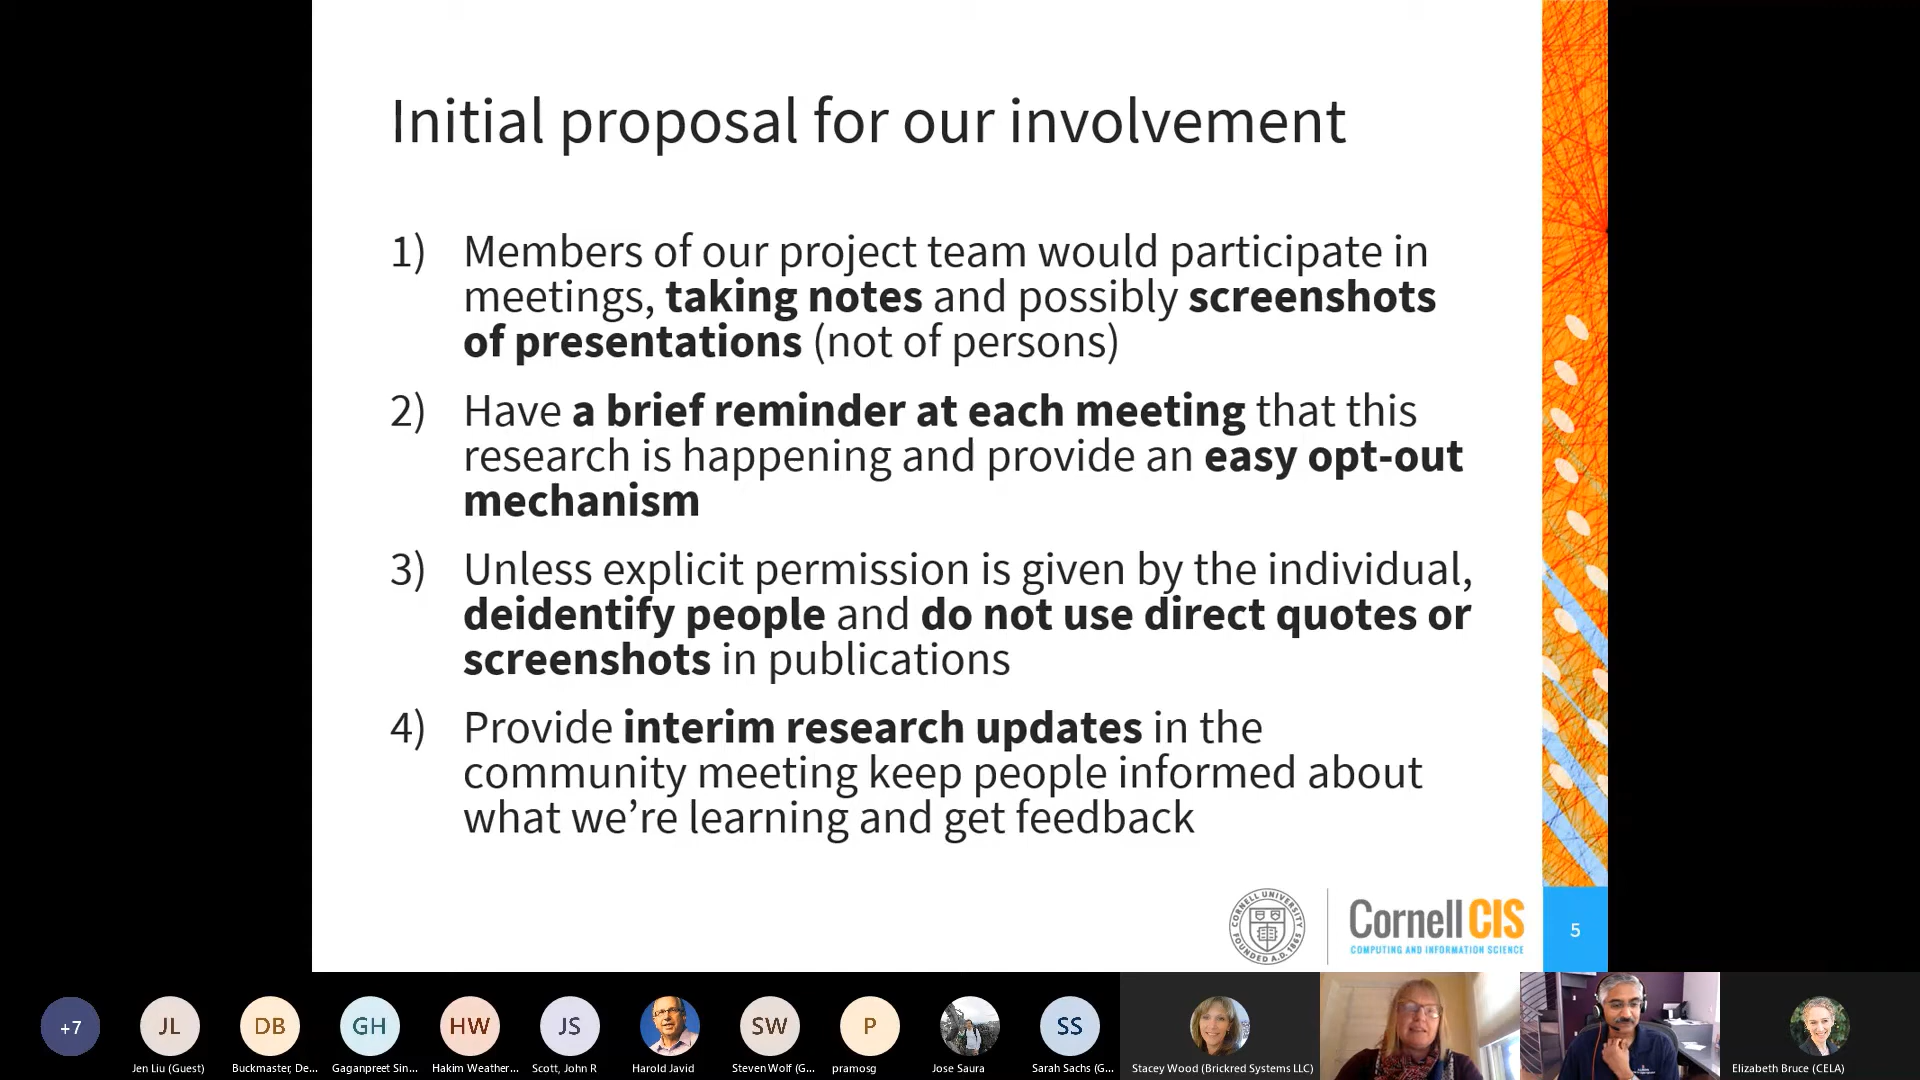 Initial proposal for our involvement
1) Members of our project team would participate in
meetings, taking notes and possibly screenshots
of presentations (not of persons)
2) Have a brief reminder at each meeting that this
research is happening and provide an easy opt-out
mechanism
3) Unless explicit permission is given by the individual,
deidentify people and do not use direct quotes or
screenshots in publications
4) Provide interim research updates in the
community meeting keep people informed about
what we’re learning and get feedback
CORNELL UNIVERSITY
FOUNDED A.D. 1865
Cornell CIS
COMPUTING AND INFORMATION SCIENCE
5
+7
JL
DB
GH
HW
JS
SW
P
SS
Jen Liu (Guest)
Buckmaster, De...
Gaganpreet Sin...
Hakim Weather...
Scott, John R
Harold Javid
Steven Wolf (G...
pramosg
Jose Saura
Sarah Sachs (G...
Stacey Wood (Brickred Systems LLC)
Elizabeth Bruce (CELA)